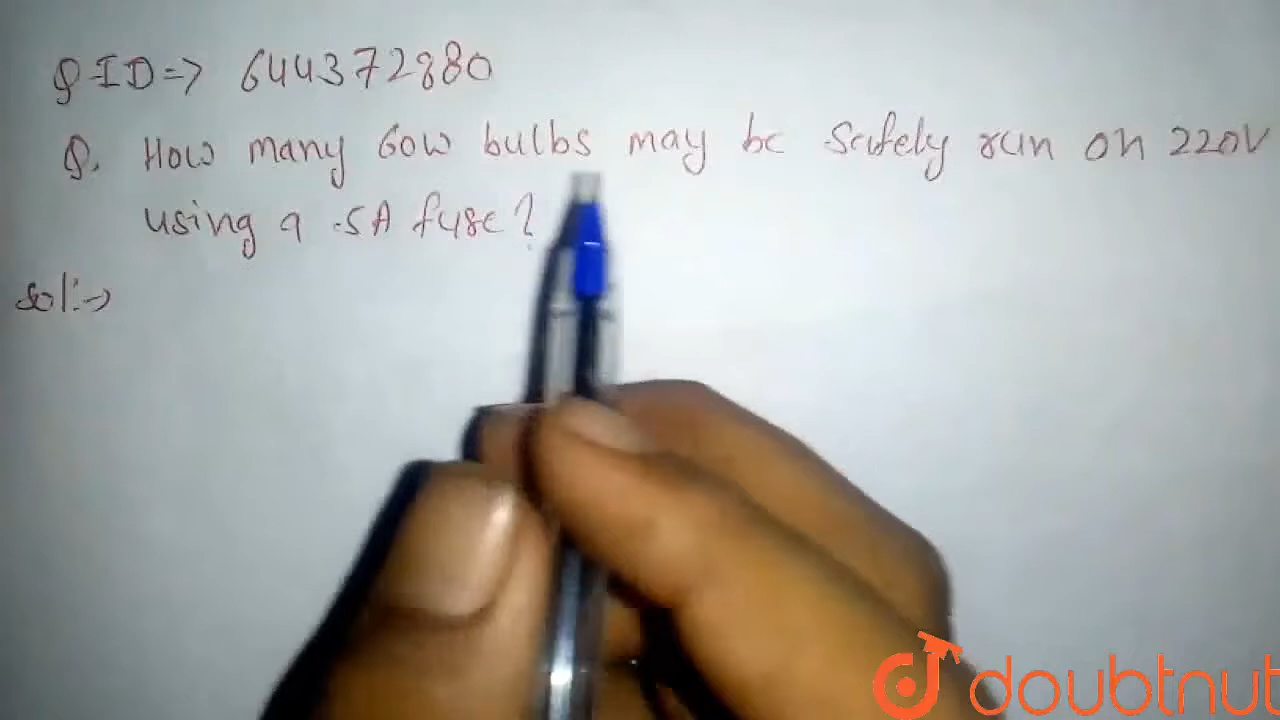 Q ID => 644372880
Q. How many 60W bulbs may be safely run on 220V
using a .5A fuse?
Sol:->
doubtnut